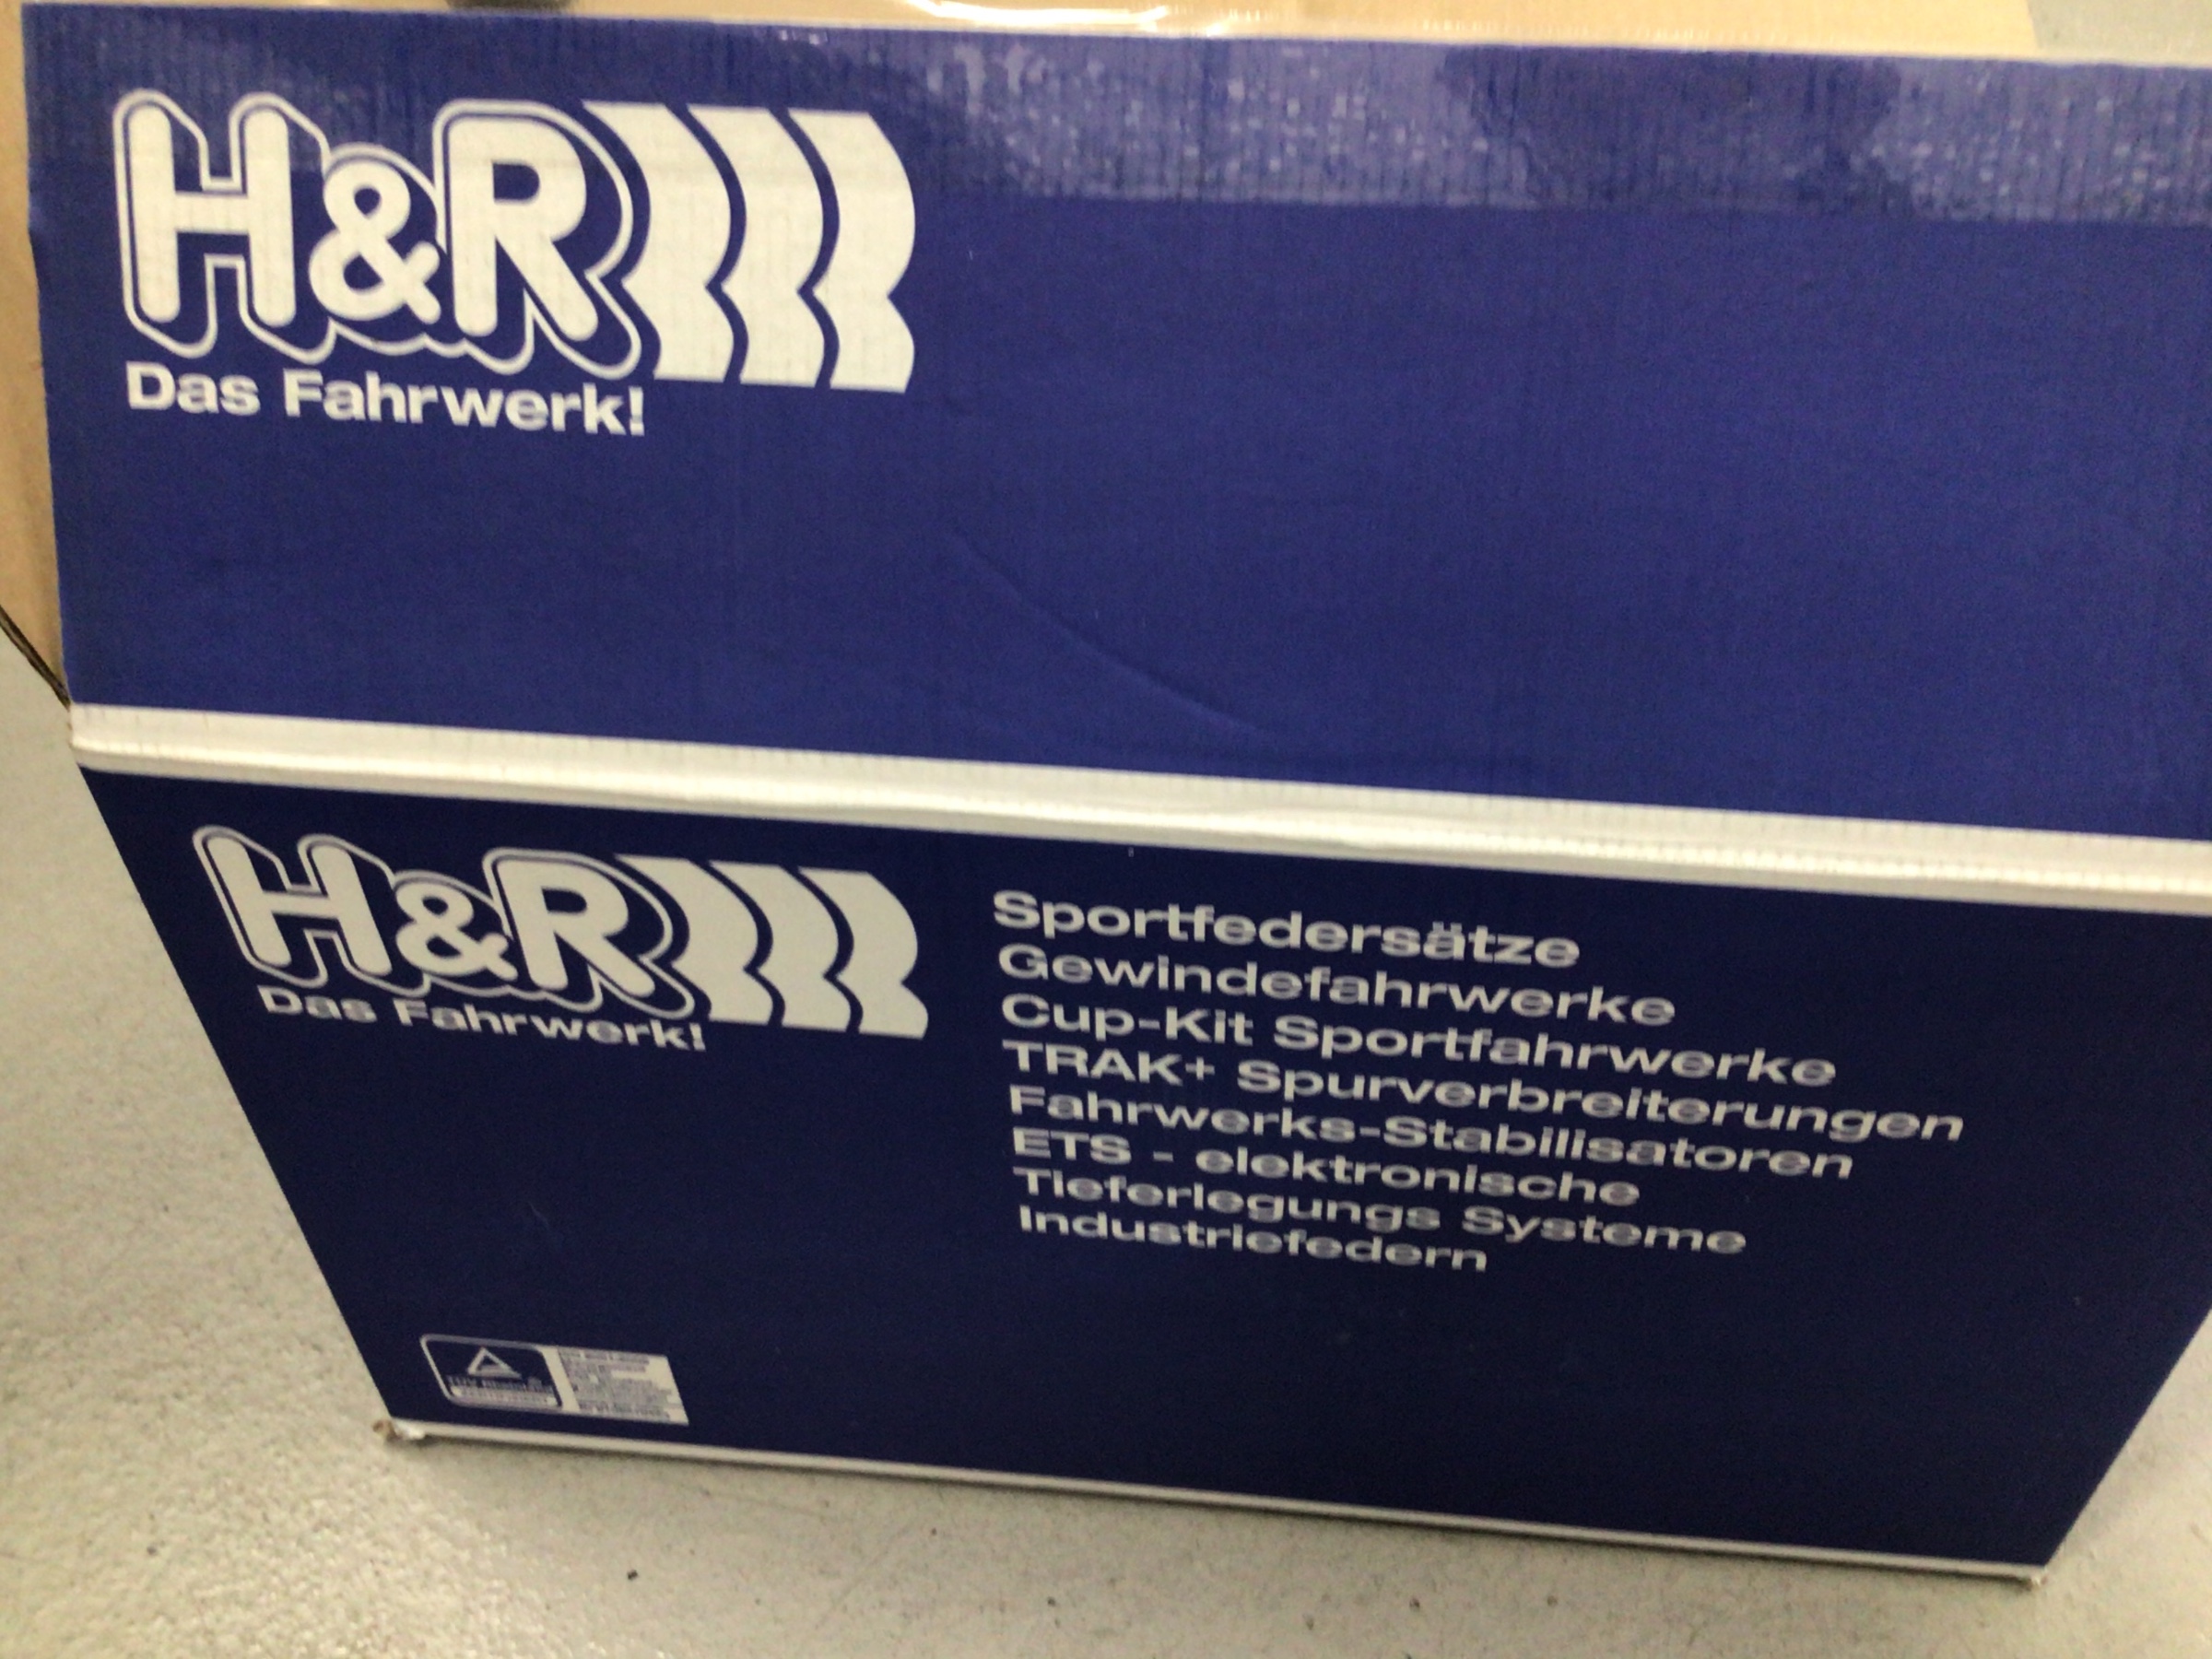 H&R
Das Fahrwerk!
H&R
Das Fahrwerk!
Sportfedersätze
Gewindefahrwerke
Cup-Kit Sportfahrwerke
TRAK+ Spurverbreiterungen
Fahrwerks-Stabilisatoren
ETS - elektronische
Tieferlegungs Systeme
Industriefedern